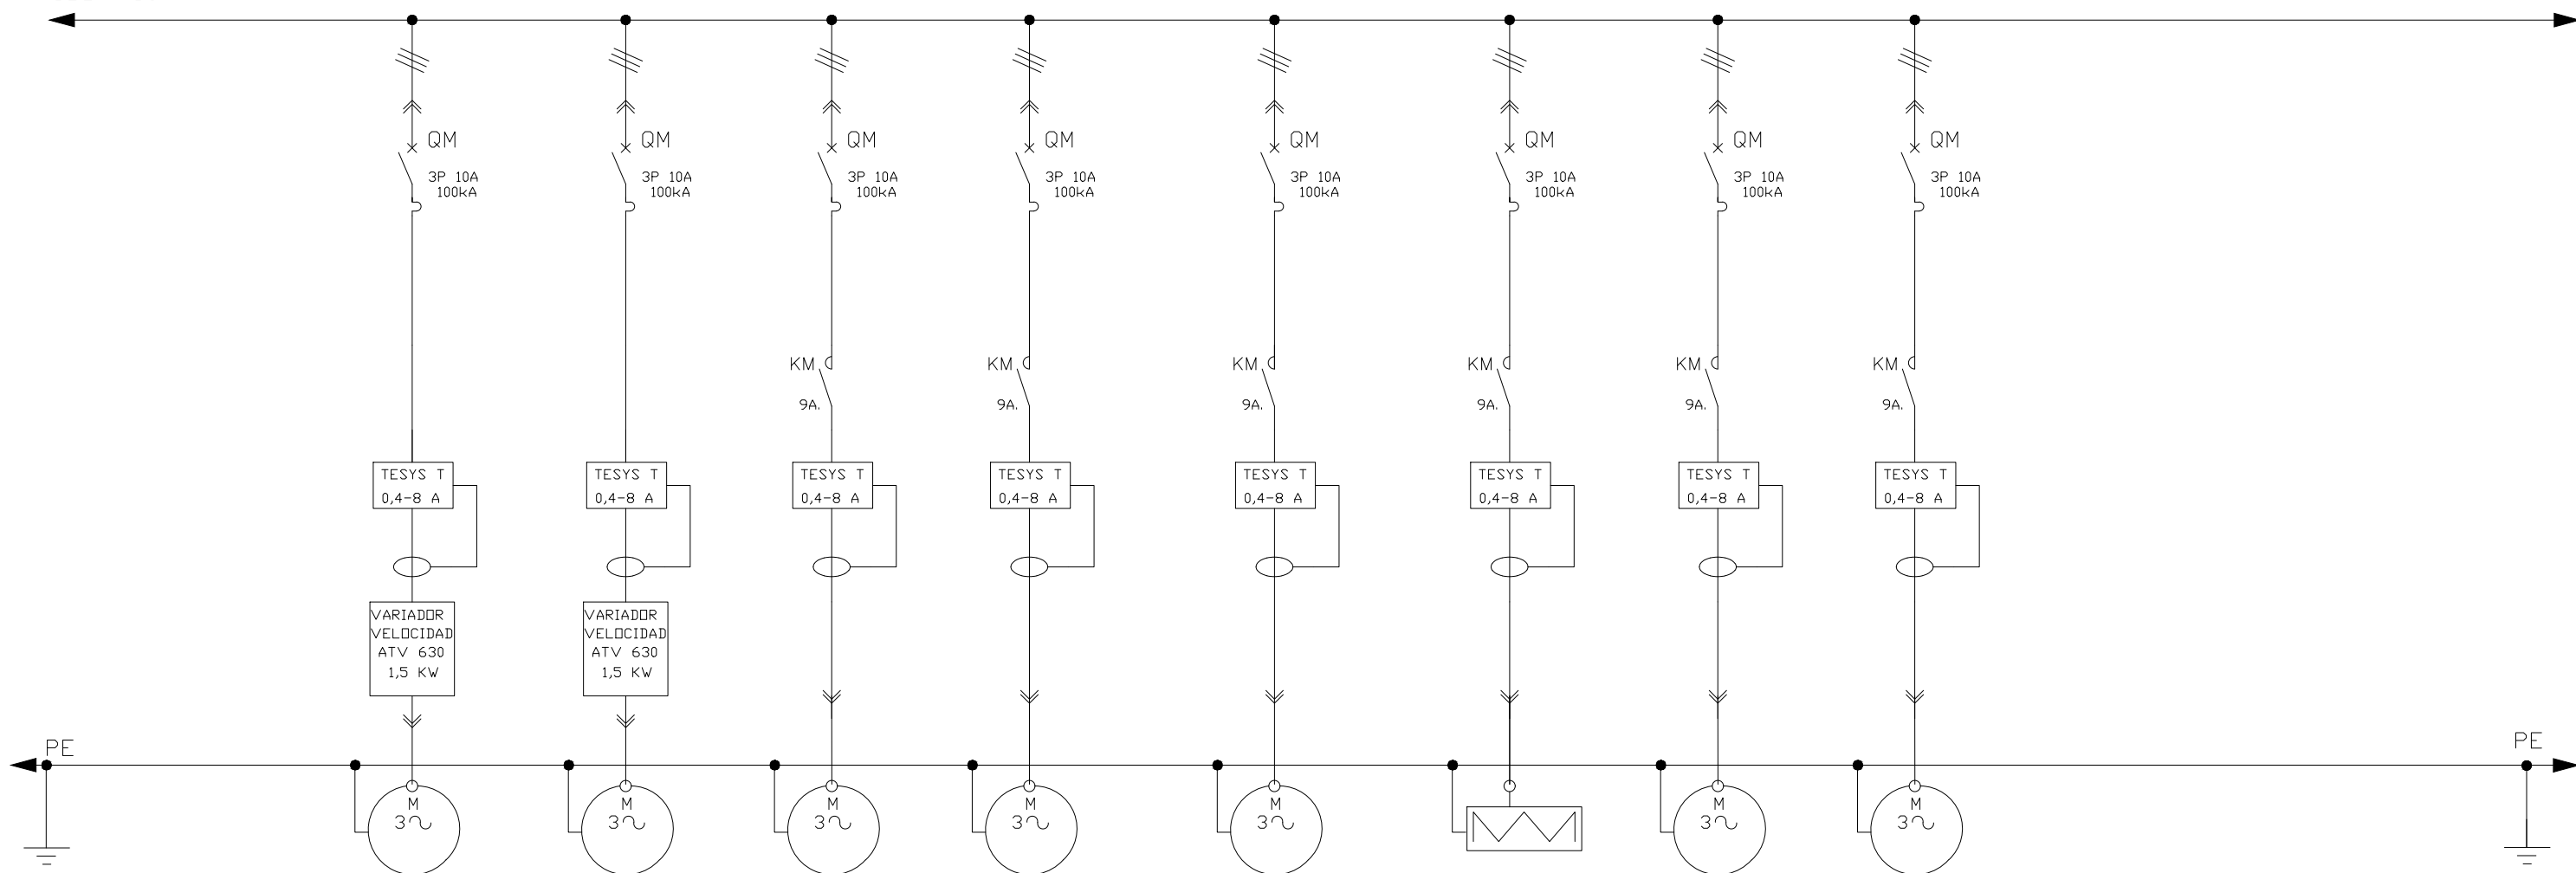 QM QM QM QM QM QM QM QM
3P 10A 3P 10A 3P 10A 3P 10A 3P 10A 3P 10A 3P 10A 3P 10A
100kA 100kA 100kA 100kA 100kA 100kA 100kA 100kA
KM KM KM KM KM KM
9A. 9A. 9A. 9A. 9A. 9A.
TESYS T TESYS T TESYS T TESYS T TESYS T TESYS T TESYS T TESYS T
0,4-8 A 0,4-8 A 0,4-8 A 0,4-8 A 0,4-8 A 0,4-8 A 0,4-8 A 0,4-8 A
VARIADOR VARIADOR
VELOCIDAD VELOCIDAD
ATV 630 ATV 630
1,5 KW 1,5 KW
PE PE
M M M M M M M
3~ 3~ 3~ 3~ 3~ 3~ 3~